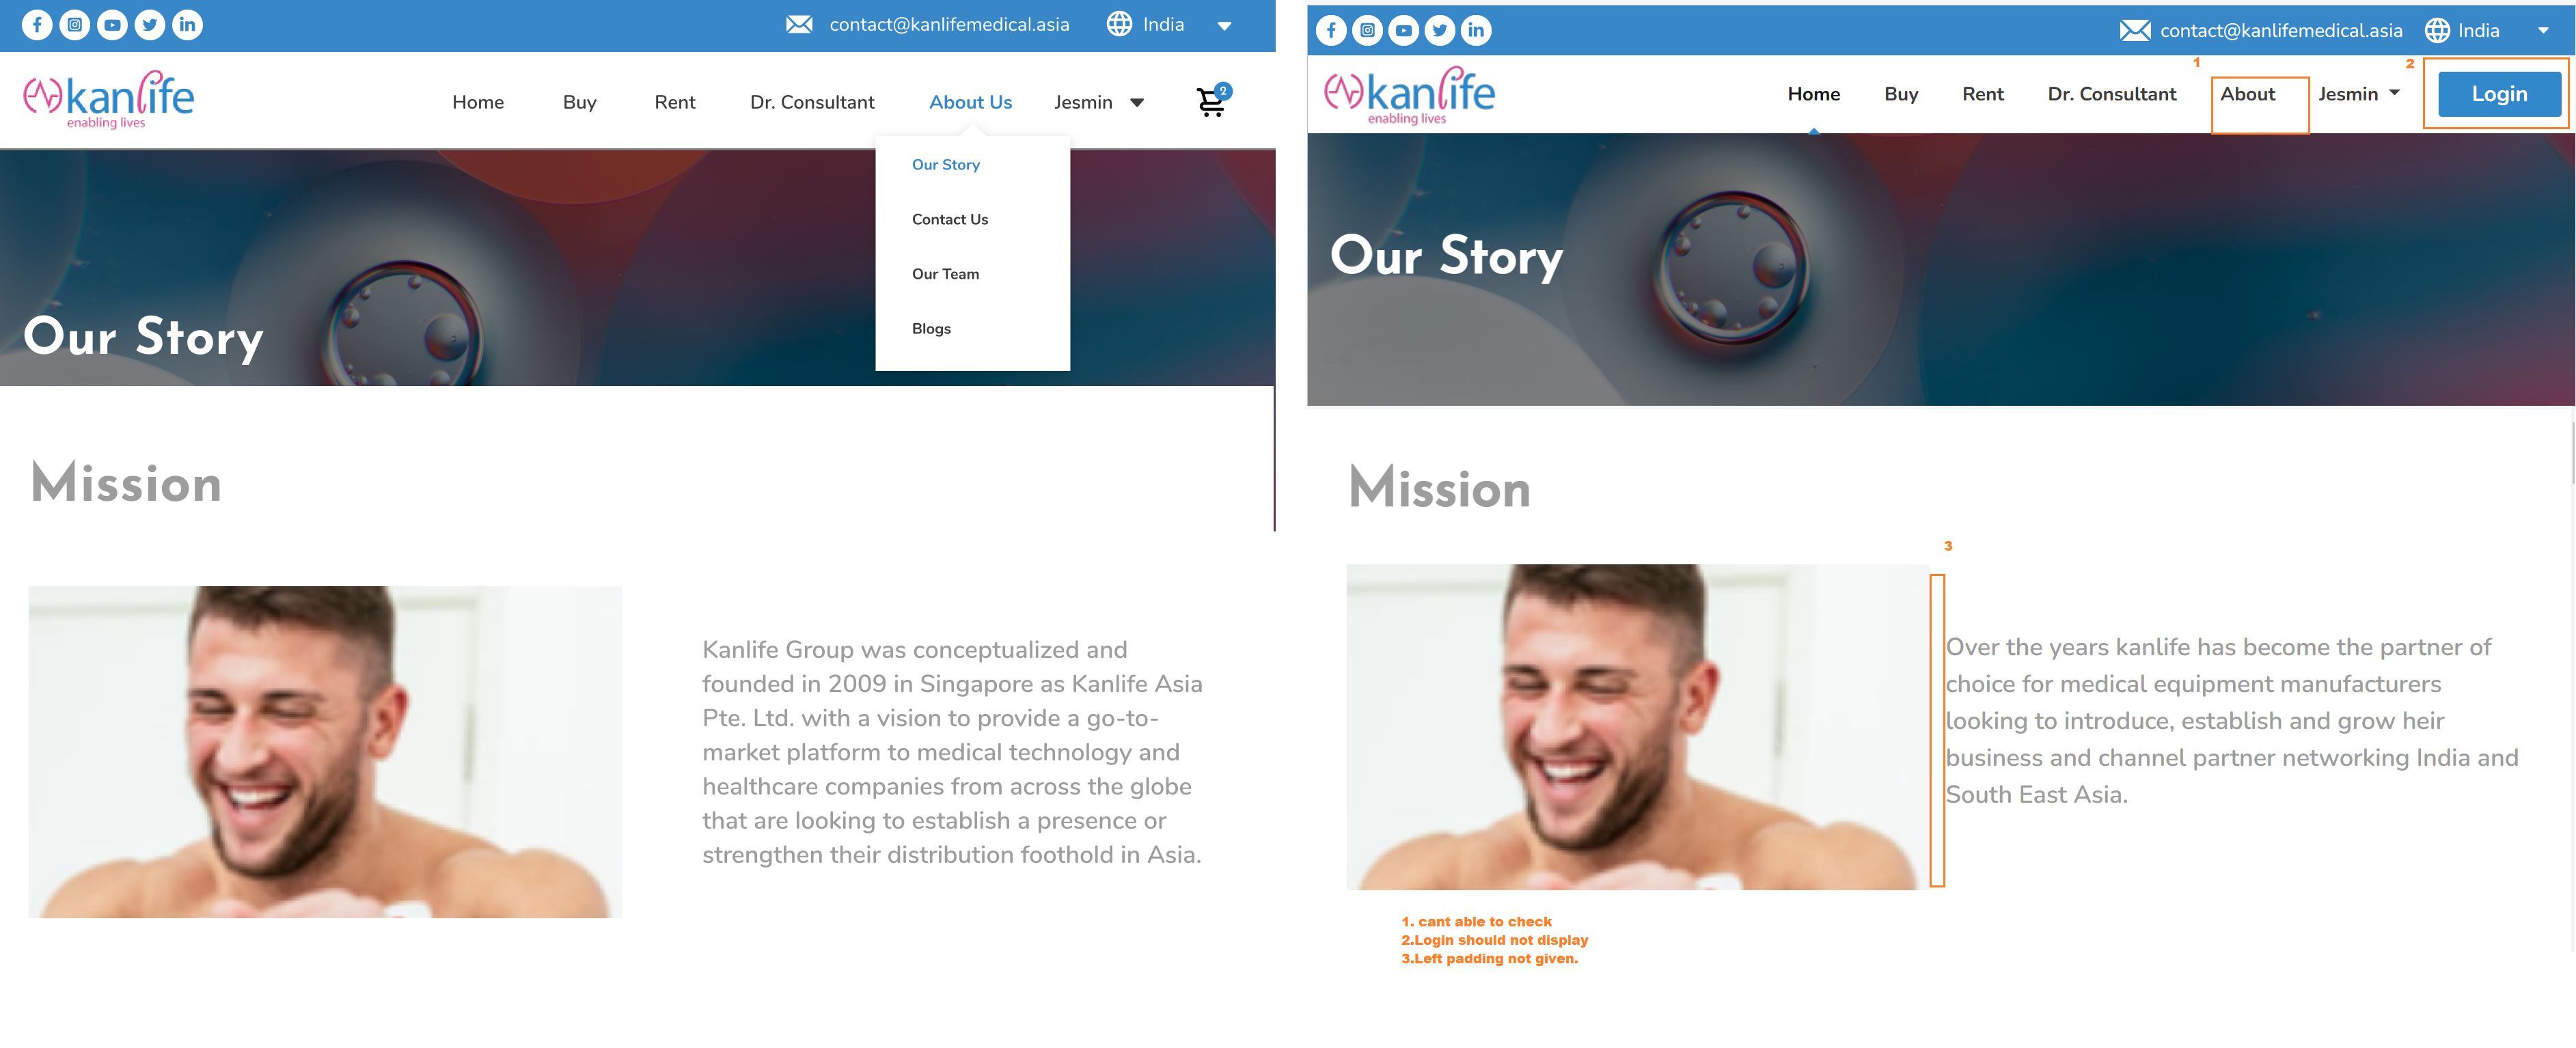 contact@kanlifemedical.asia India
kanlife
enabling lives
Home Buy Rent Dr. Consultant About Us Jesmin 2
Our Story
Contact Us
Our Team
Blogs
Our Story
Mission
Kanlife Group was conceptualized and
founded in 2009 in Singapore as Kanlife Asia
Pte. Ltd. with a vision to provide a go-to-
market platform to medical technology and
healthcare companies from across the globe
that are looking to establish a presence or
strengthen their distribution foothold in Asia.
contact@kanlifemedical.asia India
1 2
kanlife
enabling lives
Home Buy Rent Dr. Consultant About Jesmin Login
Our Story
Mission
3
Over the years kanlife has become the partner of
choice for medical equipment manufacturers
looking to introduce, establish and grow heir
business and channel partner networking India and
South East Asia.
1. cant able to check
2.Login should not display
3.Left padding not given.